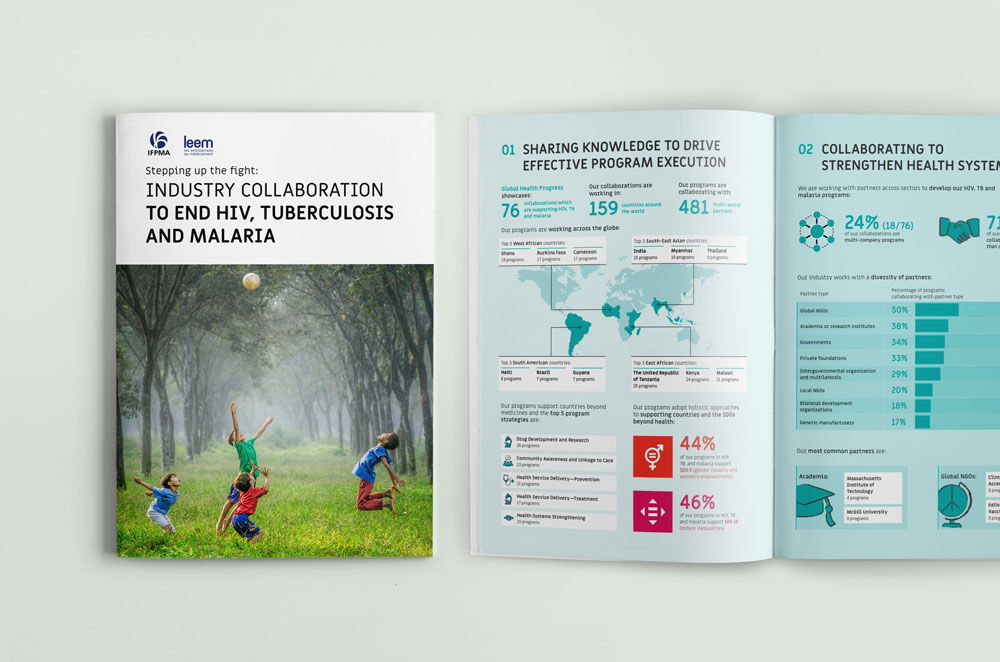 IFPMA
leem
les entreprises
du médicament
Stepping up the fight:
INDUSTRY COLLABORATION
TO END HIV, TUBERCULOSIS
AND MALARIA
01 SHARING KNOWLEDGE TO DRIVE
EFFECTIVE PROGRAM EXECUTION
Global Health Progress
showcases:
76 collaborations which
are supporting HIV, TB
and malaria
Our collaborations are
working in:
159 countries around
the world
Our programs are
collaborating with:
481 multi-sector
partners
Our programs are working across the globe:
Top 3 West African countries:
Ghana Burkina Faso Cameroon
19 programs 17 programs 17 programs
Top 3 South-East Asian countries:
India Myanmar Thailand
15 programs 10 programs 9 programs
Top 3 South American countries:
Haiti Brazil Guyana
8 programs 7 programs 7 programs
Top 3 East African countries:
The United Republic
of Tanzania
25 programs
Kenya Malawi
24 programs 21 programs
Our programs support countries beyond
medicines and the top 5 program
strategies are:
Drug Development and Research
36 programs
Community Awareness and Linkage to Care
23 programs
Health Service Delivery—Prevention
21 programs
Health Service Delivery—Treatment
17 programs
Health Systems Strengthening
15 programs
Our programs adopt holistic approaches
to supporting countries and the SDGs
beyond health:
44%
of our programs in HIV,
TB, and malaria support
SDG 5 (gender equality and
women's empowerment)
46%
of our programs in HIV, TB,
and malaria support SDG 10
(reduce inequalities)
02 COLLABORATING TO
STRENGTHEN HEALTH SYSTEM
We are working with partners across sectors to develop our HIV, TB and
malaria programs:
24% (18/76)
of our collaborations are
multi-company programs
71
of our
collab
than o
Our industry works with a diversity of partners:
Partner type
Percentage of programs
collaborating with partner type
Global NGOs 50%
Academia or research institutes 38%
Governments 34%
Private foundations 33%
Intergovernmental organization
and multilaterals 29%
Local NGOs 20%
Bilateral development
organizations 18%
Generic manufacturers 17%
Our most common partners are:
Academia:
Massachusetts
Institute of
Technology
4 programs
McGill University
4 programs
Global NGOs:
Clint
Acce
PATH
Vacc